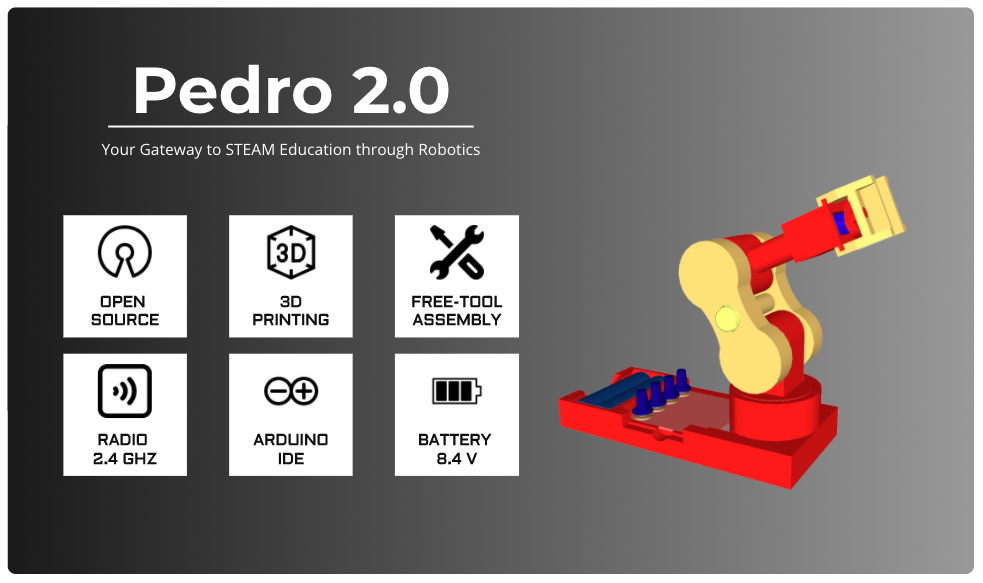 Pedro 2.0
Your Gateway to STEAM Education through Robotics
OPEN
SOURCE
3D
3D
PRINTING
FREE-TOOL
ASSEMBLY
RADIO
2.4 GHZ
ARDUINO
IDE
BATTERY
8.4 V